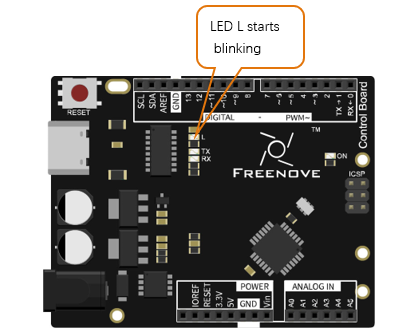 LED L starts
blinking
RESET
SCL
SDA
AREF
GND
13
12
~11
~10
~9
8
7
~6
~5
4
~3
2
TX→1
RX←0
DIGITAL
PWM~
L
TX
RX
ON
™
FREENOVE
Control Board
ICSP
IOREF
RESET
3.3V
5V
GND
Vin
POWER
ANALOG IN
A0
A1
A2
A3
A4
A5